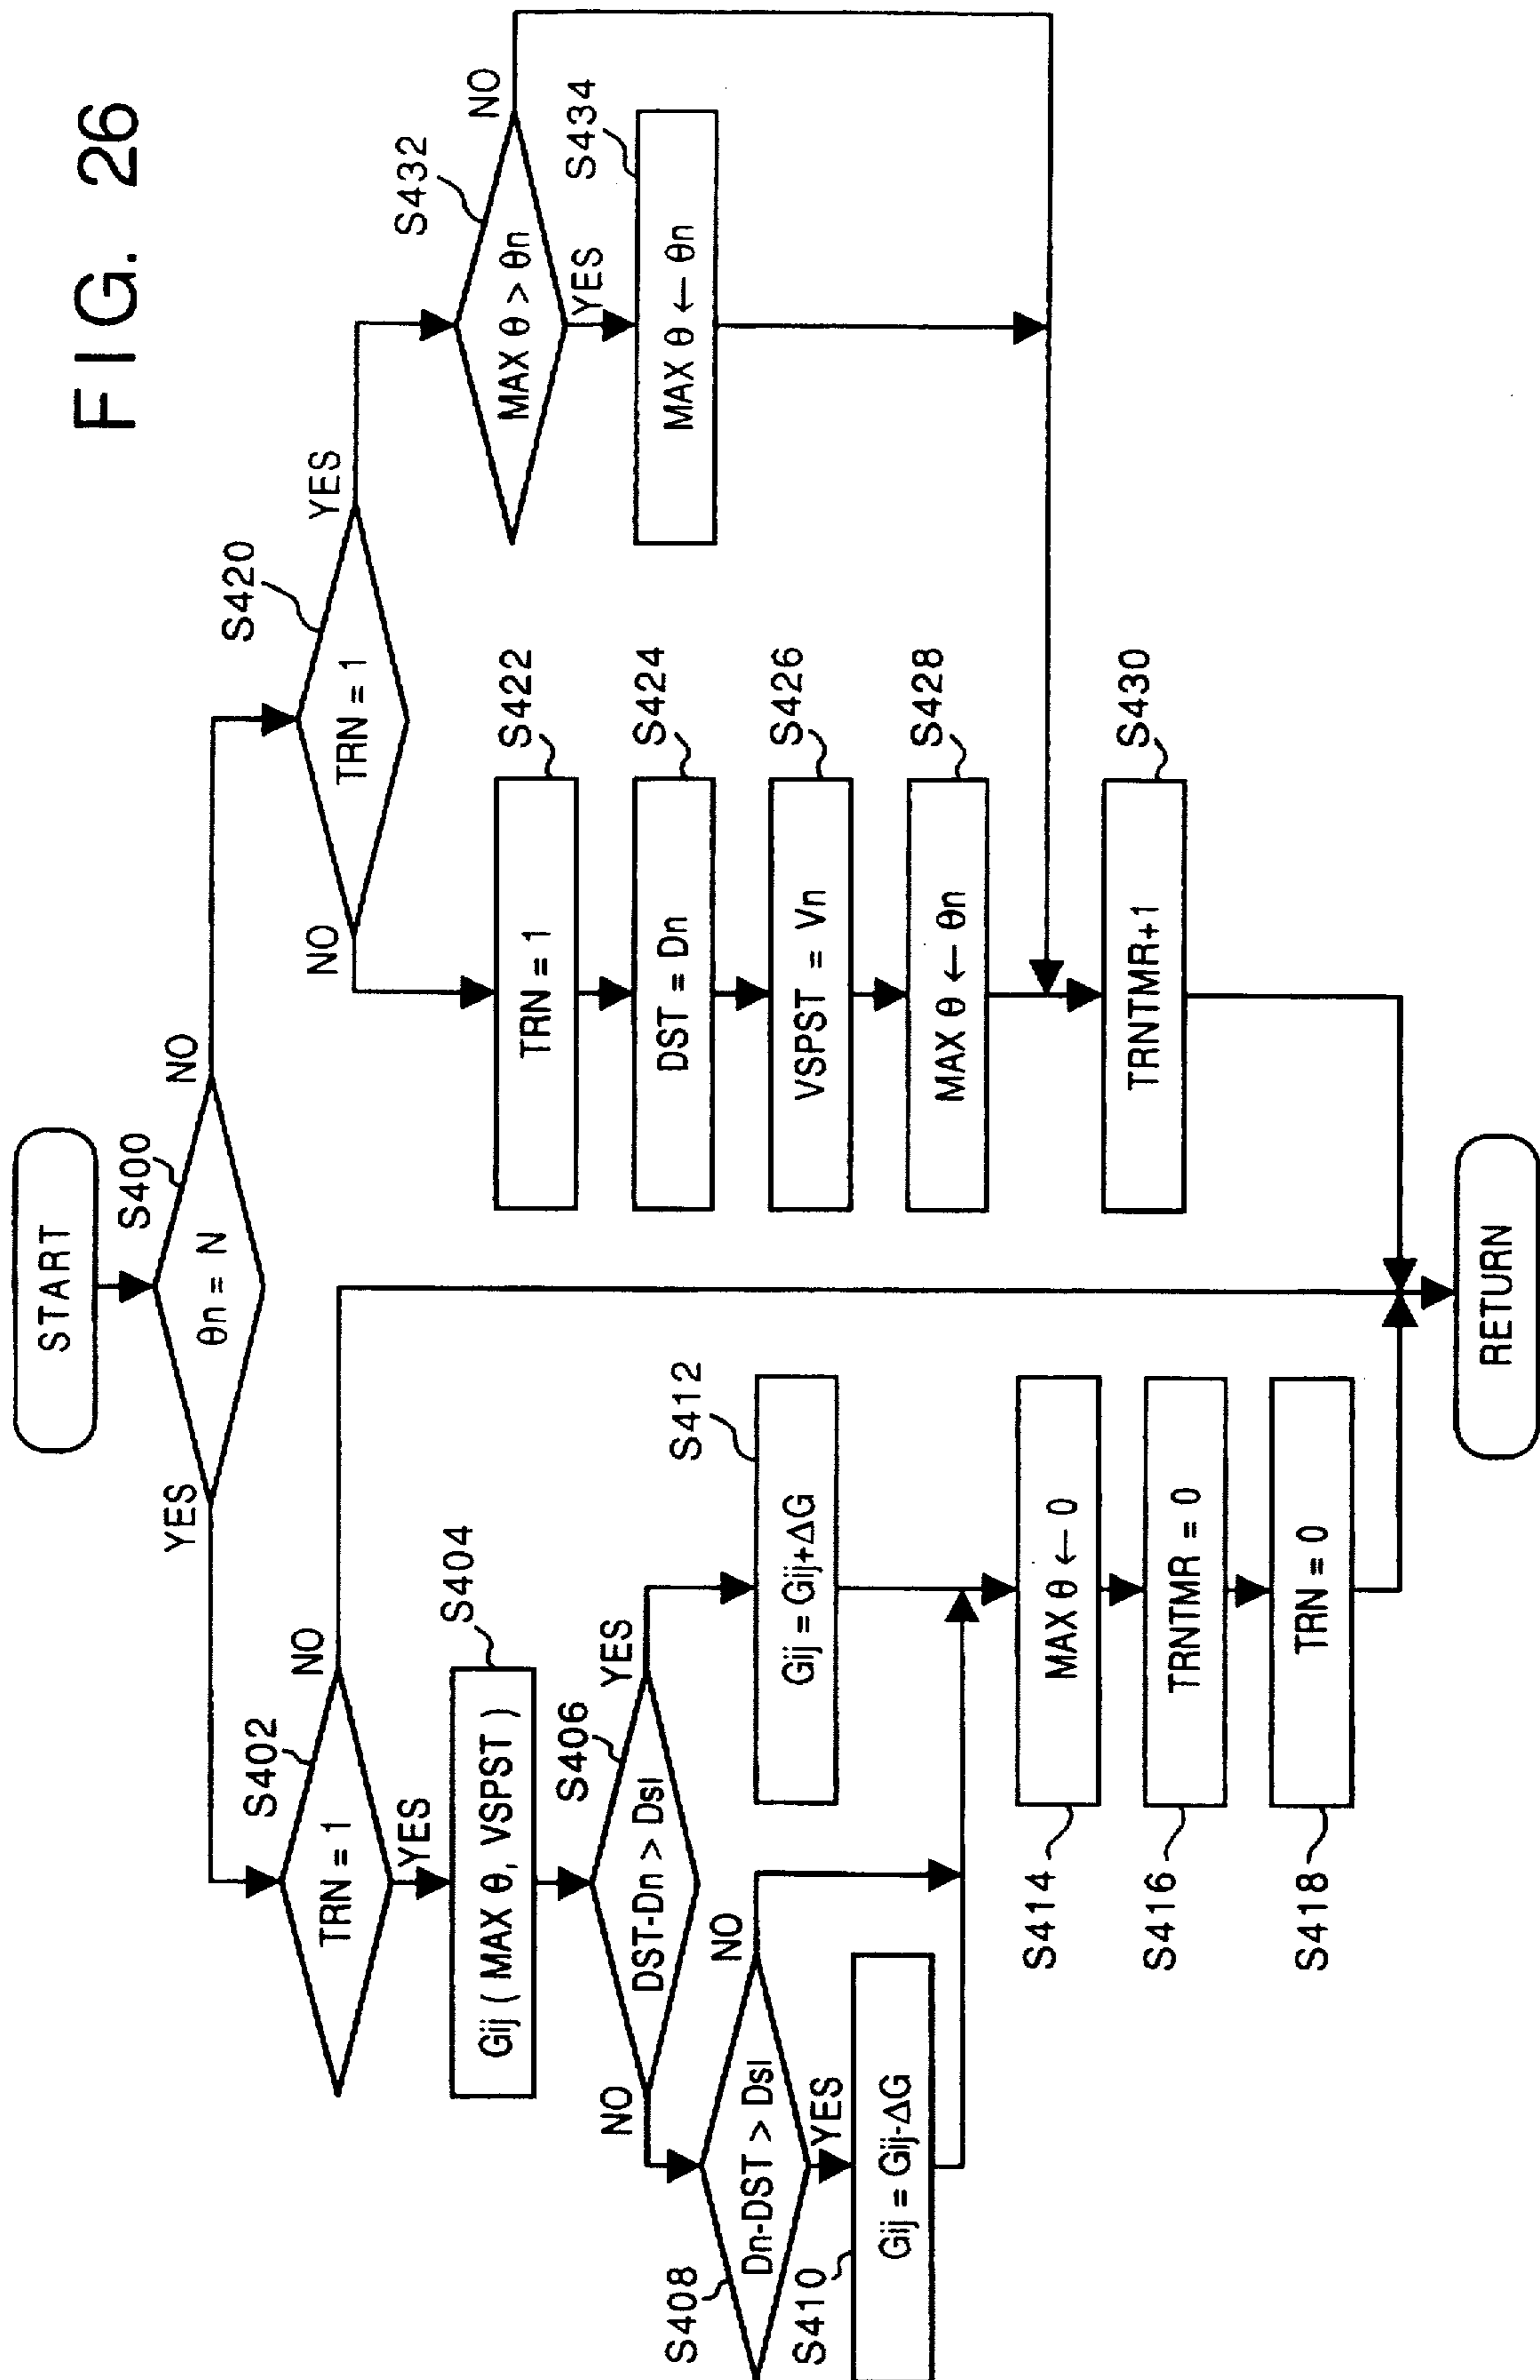 FIG. 26
START
S400
θn = N
YES
NO
S402
TRN = 1
NO
YES
S404
Gij ( MAX θ, VSPST )
S406
DST-Dn > Dsl
YES
NO
S408
Dn-DST > Dsl
NO
YES
S410
Gij = Gij-ΔG
S412
Gij = Gij+ΔG
S414
MAX θ ← 0
S416
TRNTMR = 0
S418
TRN = 0
S420
TRN = 1
NO
YES
S422
TRN = 1
S424
DST = Dn
S426
VSPST = Vn
S428
MAX θ ← θn
S430
TRNTMR+1
S432
MAX θ > θn
NO
YES
S434
MAX θ ← θn
RETURN